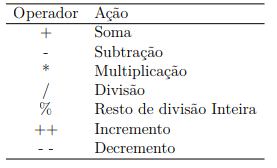 Operador Ação
+ Soma
- Subtração
* Multiplicação
/ Divisão
% Resto de divisão Inteira
++ Incremento
- - Decremento